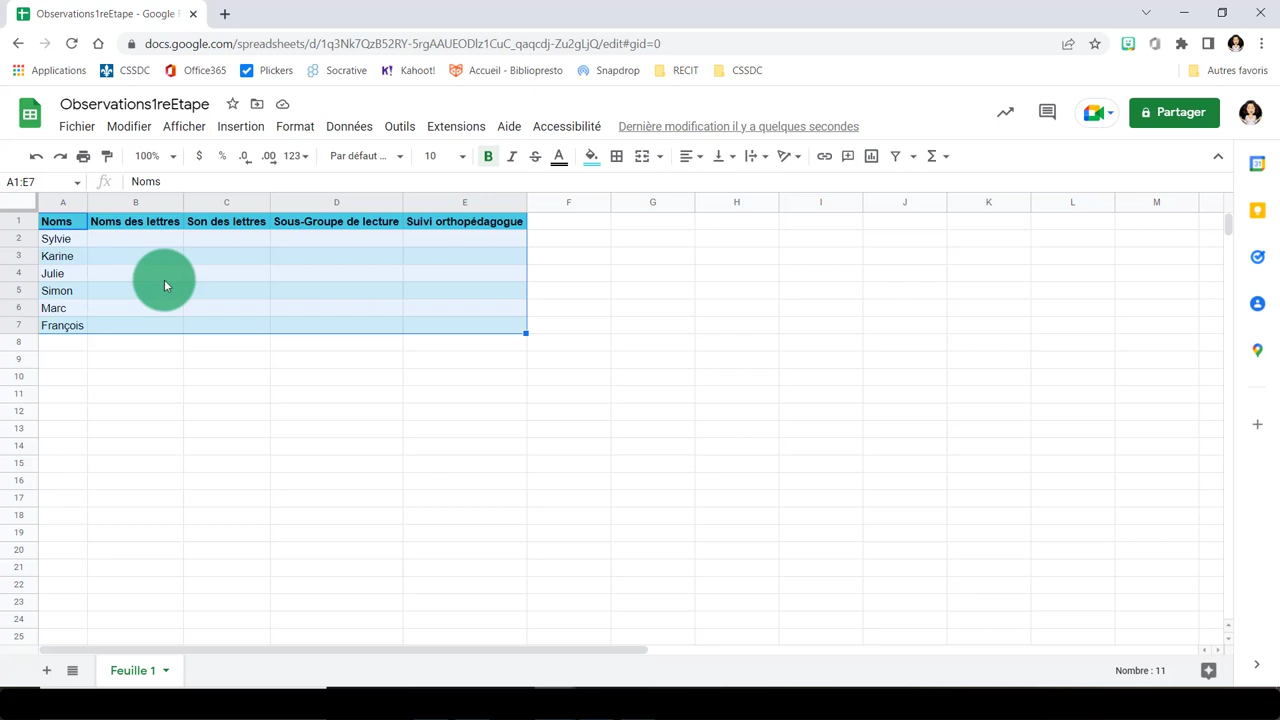 Observations1reEtape - Google F
docs.google.com/spreadsheets/d/1q3Nk7QzB52RY-5rgAAUEODlz1CuC_qaqcdj-Zu2gLjQ/edit#gid=0
Applications CSSDC Office365 Plickers Socrative Kahoot! Accueil - Bibliopresto Snapdrop RECIT CSSDC Autres favoris
Observations1reEtape
Partager
Fichier Modifier Afficher Insertion Format Données Outils Extensions Aide Accessibilité Dernière modification il y a quelques secondes
100% $ % .0 .00 123 Par défaut ... 10 B I S A Σ
A1:E7 fx Noms
A B C D E F G H I J K L M
1 Noms Noms des lettres Son des lettres Sous-Groupe de lecture Suivi orthopédagogue
2 Sylvie
3 Karine
4 Julie
5 Simon
6 Marc
7 François
8
9
10
11
12
13
14
15
16
17
18
19
20
21
22
23
24
25
Feuille 1 Nombre : 11